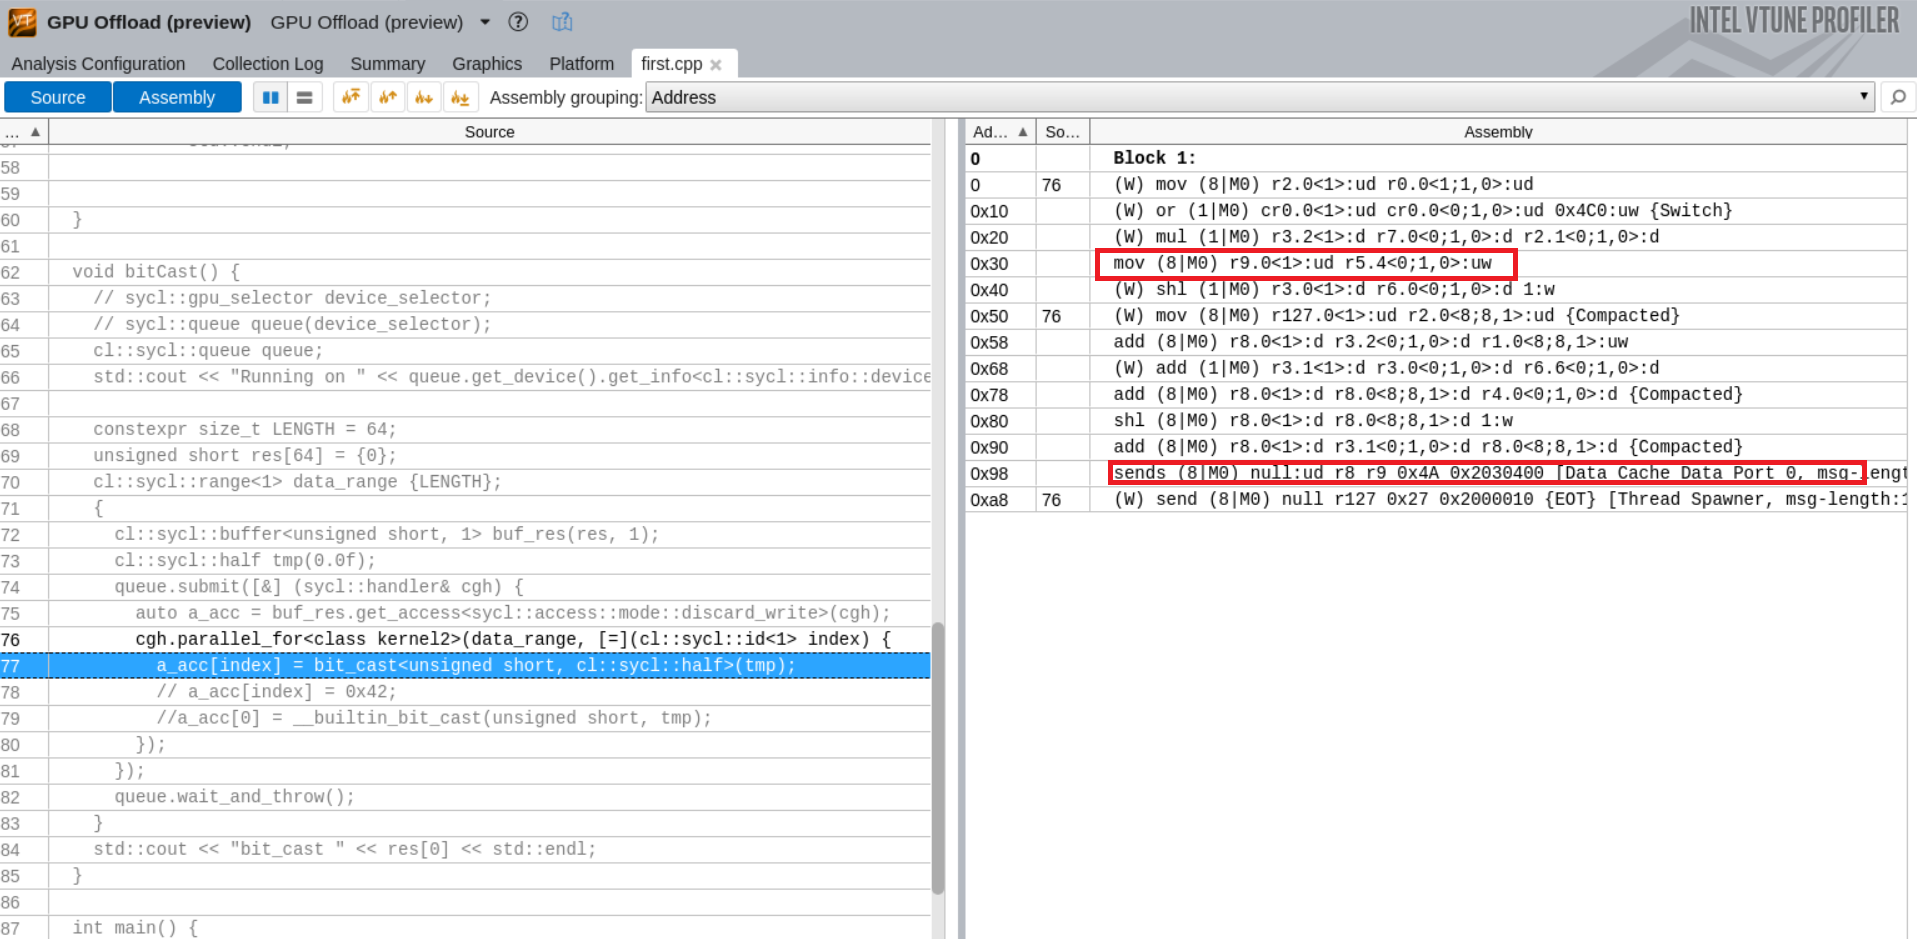 GPU Offload (preview) GPU Offload (preview) ?
INTEL VTUNE PROFILER
Analysis Configuration Collection Log Summary Graphics Platform first.cpp
Source Assembly Assembly grouping: Address
... Source
58
59
60 }
61
62 void bitCast() {
63 // sycl::gpu_selector device_selector;
64 // sycl::queue queue(device_selector);
65 cl::sycl::queue queue;
66 std::cout << "Running on " << queue.get_device().get_info<cl::sycl::info::device
67
68 constexpr size_t LENGTH = 64;
69 unsigned short res[64] = {0};
70 cl::sycl::range<1> data_range {LENGTH};
71 {
72 cl::sycl::buffer<unsigned short, 1> buf_res(res, 1);
73 cl::sycl::half tmp(0.0f);
74 queue.submit([&] (sycl::handler& cgh) {
75 auto a_acc = buf_res.get_access<sycl::access::mode::discard_write>(cgh);
76 cgh.parallel_for<class kernel2>(data_range, [=](cl::sycl::id<1> index) {
77 a_acc[index] = bit_cast<unsigned short, cl::sycl::half>(tmp);
78 // a_acc[index] = 0x42;
79 //a_acc[0] = __builtin_bit_cast(unsigned short, tmp);
80 });
81 });
82 queue.wait_and_throw();
83 }
84 std::cout << "bit_cast " << res[0] << std::endl;
85 }
86
87 int main() {
Ad... So... Assembly
0 Block 1:
0 76 (W) mov (8|M0) r2.0<1>:ud r0.0<1;1,0>:ud
0x10 (W) or (1|M0) cr0.0<1>:ud cr0.0<0;1,0>:ud 0x4C0:uw {Switch}
0x20 (W) mul (1|M0) r3.2<1>:d r7.0<0;1,0>:d r2.1<0;1,0>:d
0x30 mov (8|M0) r9.0<1>:ud r5.4<0;1,0>:uw
0x40 (W) shl (1|M0) r3.0<1>:d r6.0<0;1,0>:d 1:w
0x50 76 (W) mov (8|M0) r127.0<1>:ud r2.0<8;8,1>:ud {Compacted}
0x58 add (8|M0) r8.0<1>:d r3.2<0;1,0>:d r1.0<8;8,1>:uw
0x68 (W) add (1|M0) r3.1<1>:d r3.0<0;1,0>:d r6.6<0;1,0>:d
0x78 add (8|M0) r8.0<1>:d r8.0<8;8,1>:d r4.0<0;1,0>:d {Compacted}
0x80 shl (8|M0) r8.0<1>:d r8.0<8;8,1>:d 1:w
0x90 add (8|M0) r8.0<1>:d r3.1<0;1,0>:d r8.0<8;8,1>:d {Compacted}
0x98 sends (8|M0) null:ud r8 r9 0x4A 0x2030400 [Data Cache Data Port 0, msg-lengt
0xa8 76 (W) send (8|M0) null r127 0x27 0x2000010 {EOT} [Thread Spawner, msg-length:1